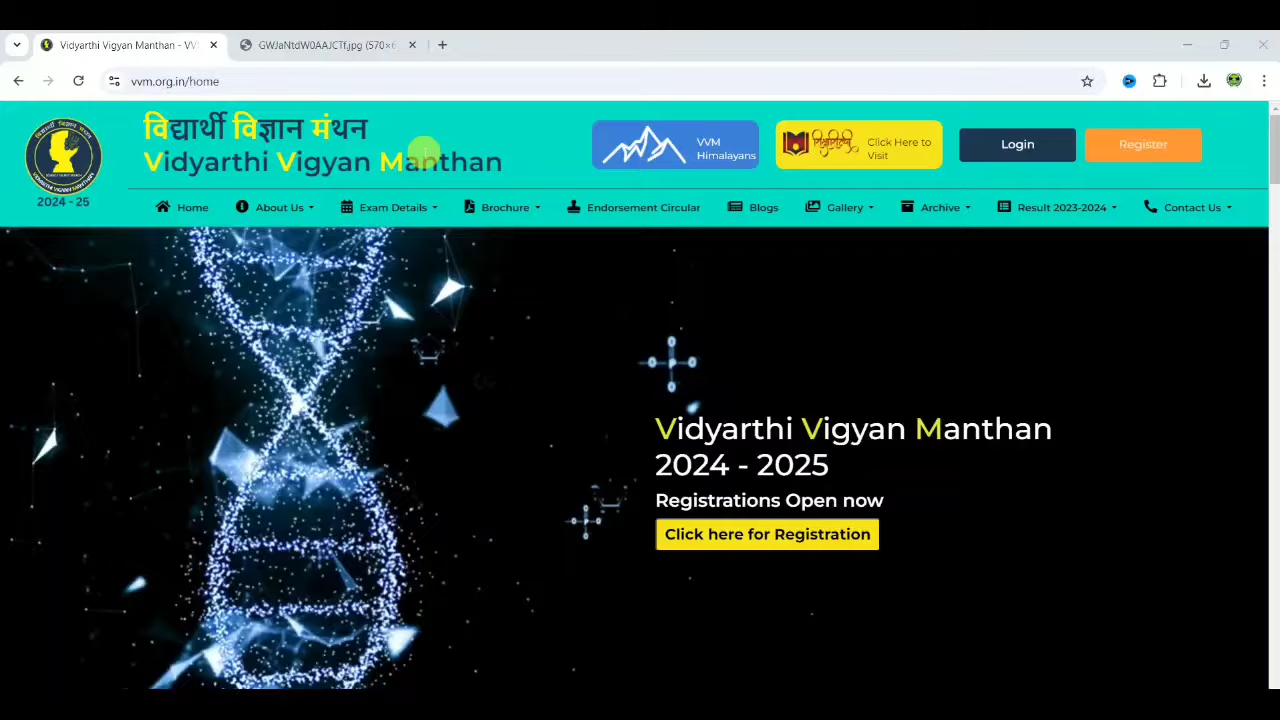 Vidyarthi Vigyan Manthan - VV
GWJaNtdW0AAJCTf.jpg (570×6
vvm.org.in/home
विद्यार्थी विज्ञान मंथन
Vidyarthi Vigyan Manthan
2024 - 25
VVM
Himalayans
Click Here to
Visit
Login
Register
Home
About Us
Exam Details
Brochure
Endorsement Circular
Blogs
Gallery
Archive
Result 2023-2024
Contact Us
Vidyarthi Vigyan Manthan
2024 - 2025
Registrations Open now
Click here for Registration